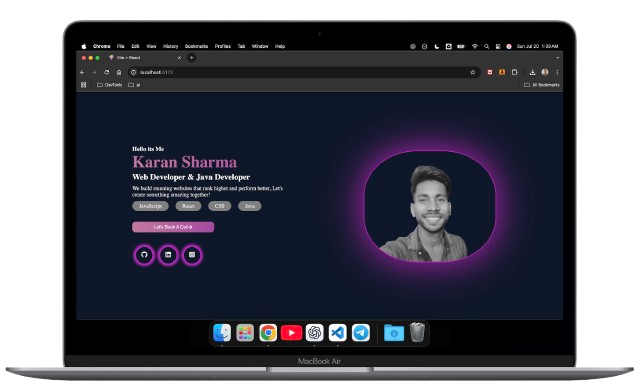 Chrome File Edit View History Bookmarks Profiles Tab Window Help
Sun Jul 20 1:09 AM
Vite + React
localhost:5173
DevTools
All Bookmarks
Hello its Me
Karan Sharma
Web Developer & Java Developer
We build stunning websites that rank higher and perform better, Let's
create something amazing together!
JavaScript React CSS Java
Let's Book A Call
MacBook Air